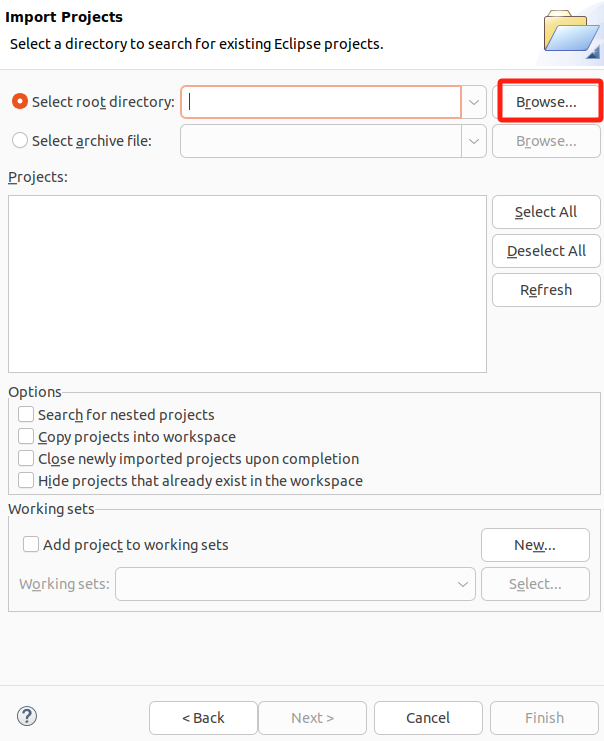 Import Projects
Select a directory to search for existing Eclipse projects.
Select root directory: Browse...
Select archive file: Browse...
Projects:
Select All
Deselect All
Refresh
Options
Search for nested projects
Copy projects into workspace
Close newly imported projects upon completion
Hide projects that already exist in the workspace
Working sets
Add project to working sets New...
Working sets: Select...
? < Back Next > Cancel Finish